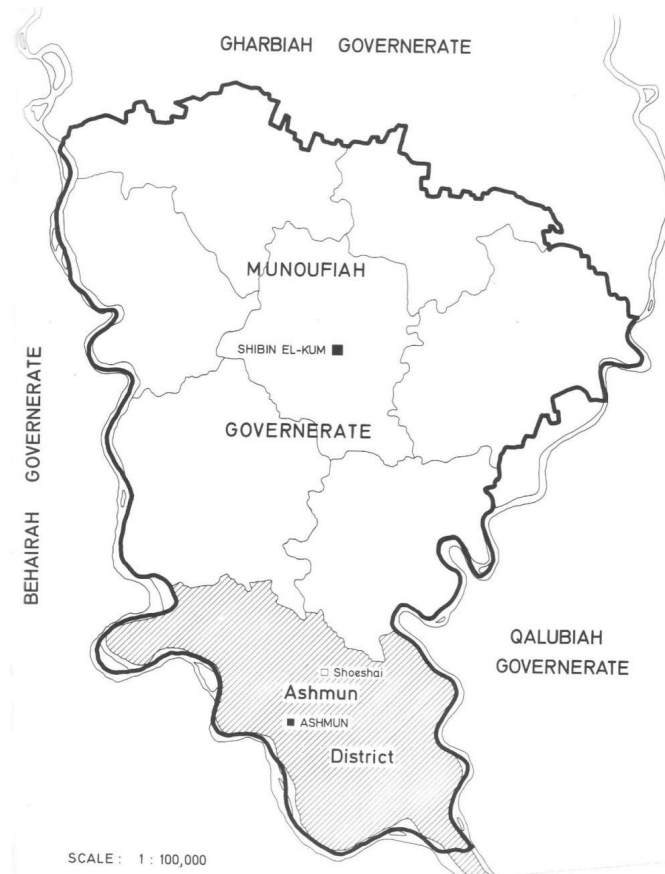 GHARBIAH GOVERNERATE
MUNOUFIAH
SHIBIN EL-KUM
BEHAIRAH GOVERNERATE
GOVERNERATE
QALUBIAH
GOVERNERATE
Shoeshai
Ashmun
ASHMUN
District
SCALE: 1 : 100,000